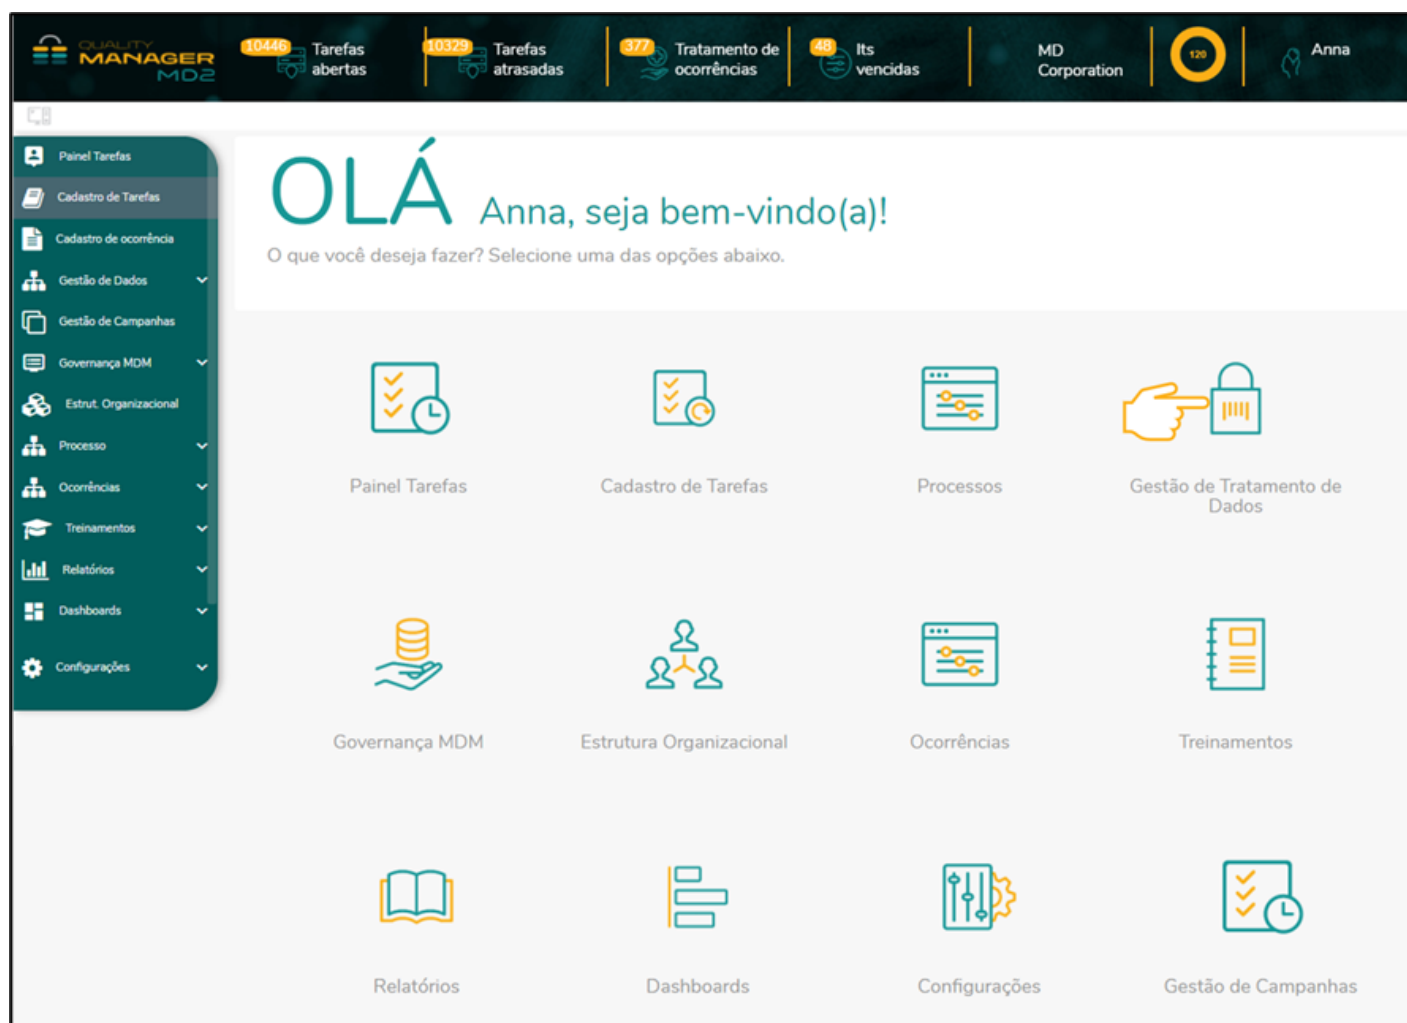 QUALITY
MANAGER
MD2
10446
Tarefas
abertas
10329
Tarefas
atrasadas
377
Tratamento de
ocorrências
48
Its
vencidas
MD
Corporation
120
Anna
Painel Tarefas
Cadastro de Tarefas
Cadastro de ocorrência
Gestão de Dados
Gestão de Campanhas
Governança MDM
Estrut. Organizacional
Processo
Ocorrências
Treinamentos
Relatórios
Dashboards
Configurações
OLÁ Anna, seja bem-vindo(a)!
O que você deseja fazer? Selecione uma das opções abaixo.
Painel Tarefas
Cadastro de Tarefas
Processos
Gestão de Tratamento de
Dados
Governança MDM
Estrutura Organizacional
Ocorrências
Treinamentos
Relatórios
Dashboards
Configurações
Gestão de Campanhas